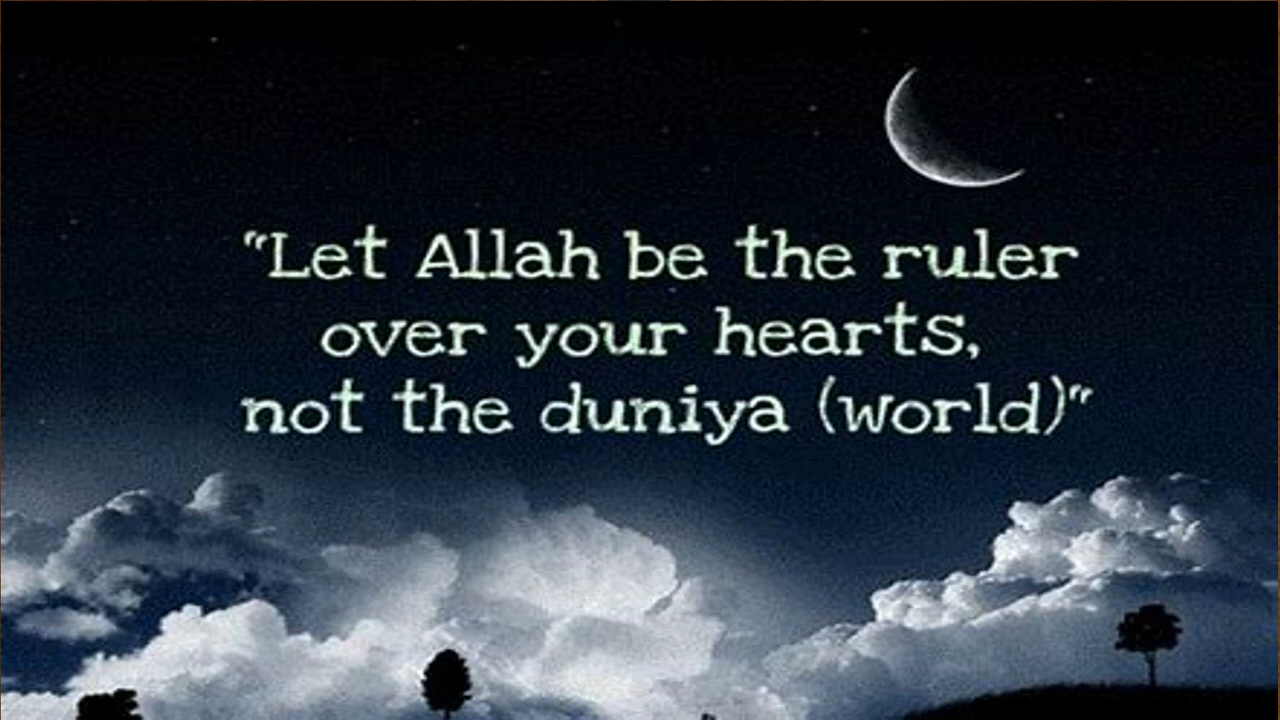 "Let Allah be the ruler
over your hearts,
not the duniya (world)"